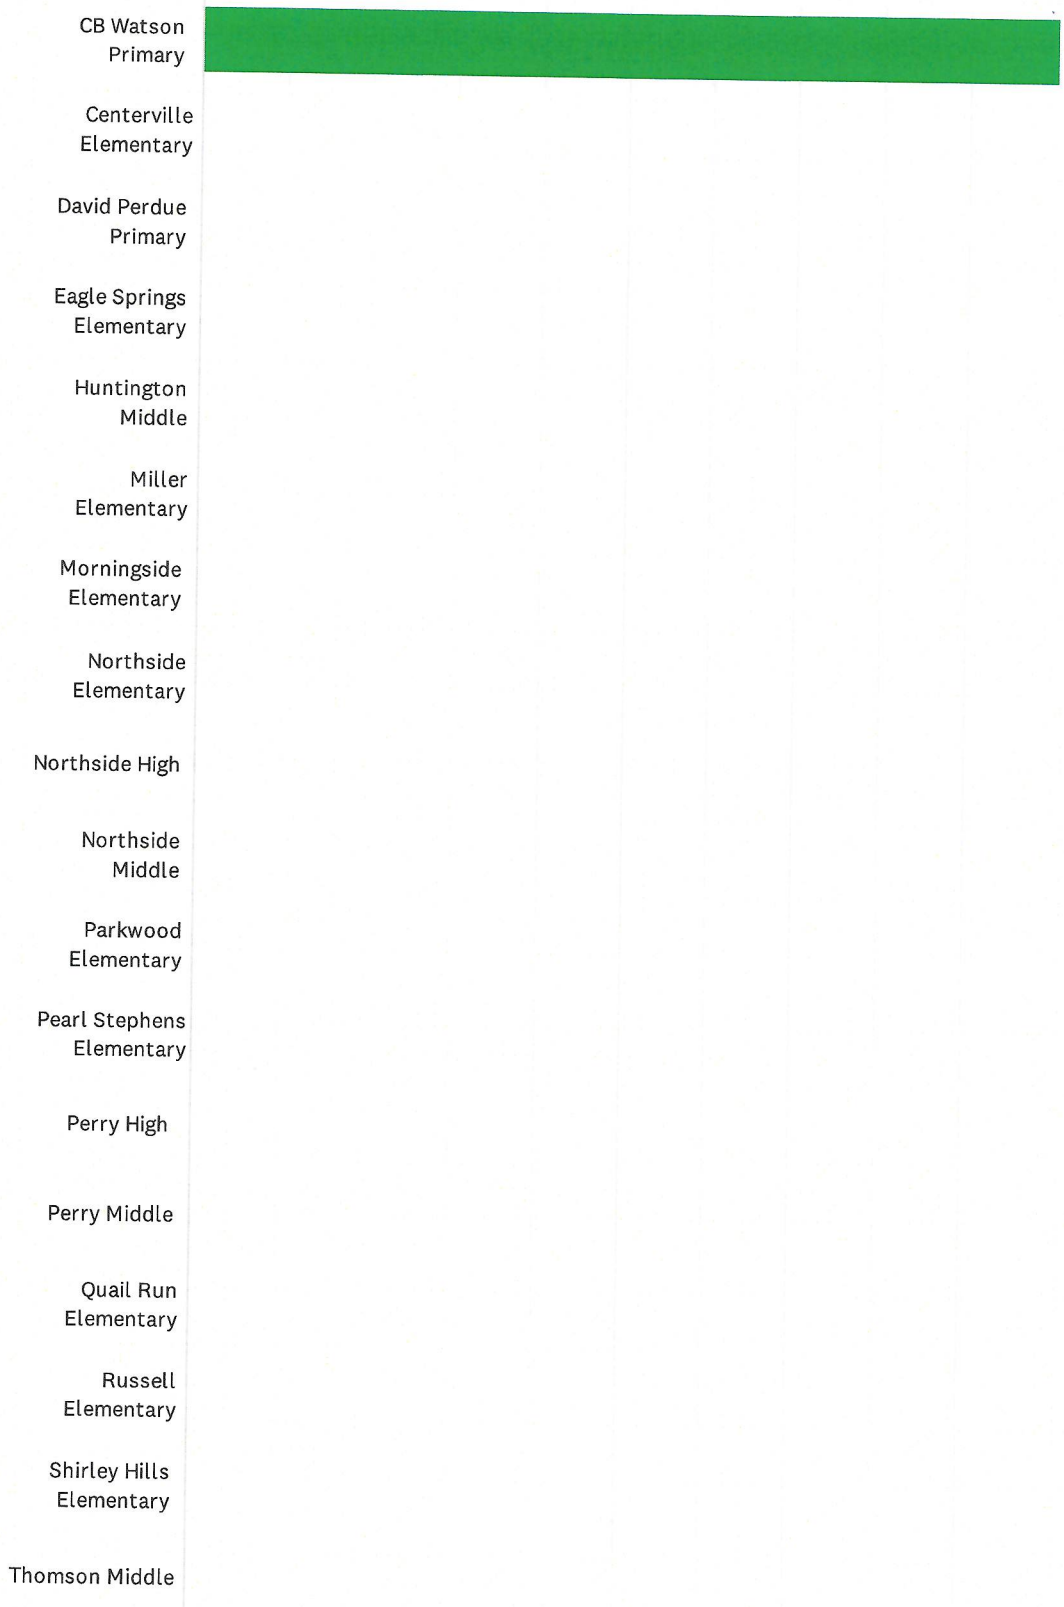 CB Watson
Primary
Centerville
Elementary
David Perdue
Primary
Eagle Springs
Elementary
Huntington
Middle
Miller
Elementary
Morningside
Elementary
Northside
Elementary
Northside High
Northside
Middle
Parkwood
Elementary
Pearl Stephens
Elementary
Perry High
Perry Middle
Quail Run
Elementary
Russell
Elementary
Shirley Hills
Elementary
Thomson Middle